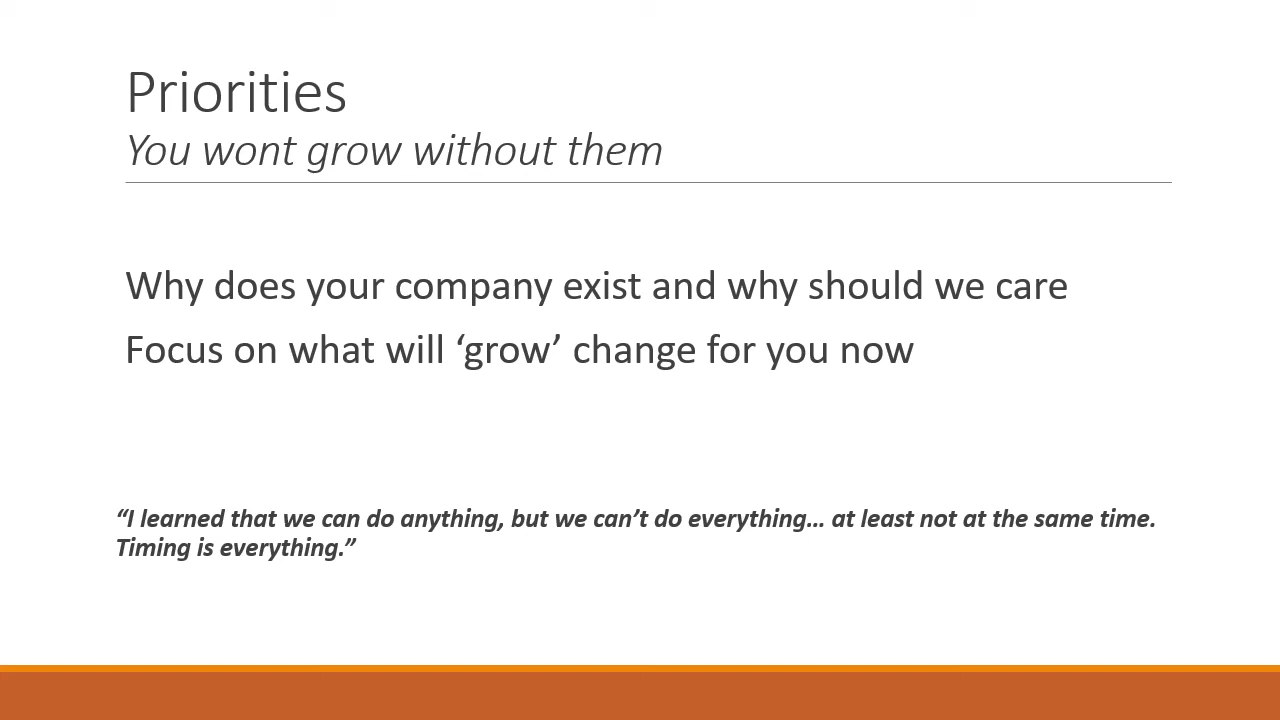 Priorities
You wont grow without them
Why does your company exist and why should we care
Focus on what will ‘grow’ change for you now
“I learned that we can do anything, but we can’t do everything… at least not at the same time.
Timing is everything.”